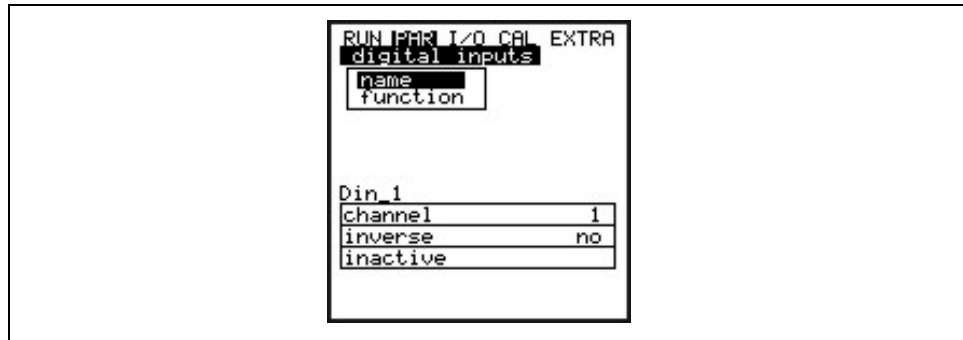 RUN PAR I/O CAL EXTRA
digital inputs
name
function
Din_1
channel 1
inverse no
inactive